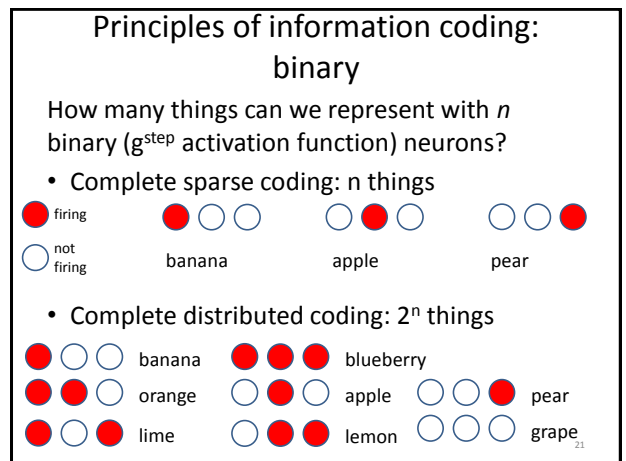 Principles of information coding:
binary
How many things can we represent with n
binary (g^step activation function) neurons?
• Complete sparse coding: n things
firing
not
firing
banana apple pear
• Complete distributed coding: 2^n things
banana blueberry
orange apple pear
lime lemon grape
21